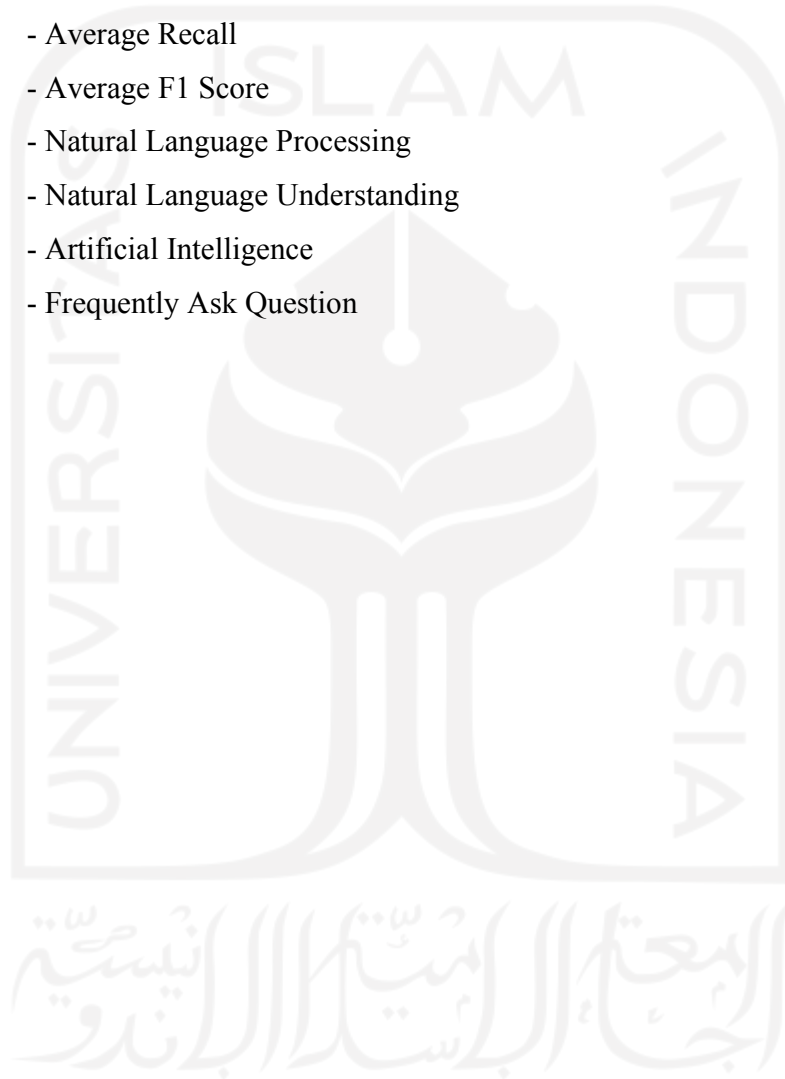 - Average Recall
- Average F1 Score
- Natural Language Processing
- Natural Language Understanding
- Artificial Intelligence
- Frequently Ask Question
ISLAM
UNIVERSITAS
INDONESIA